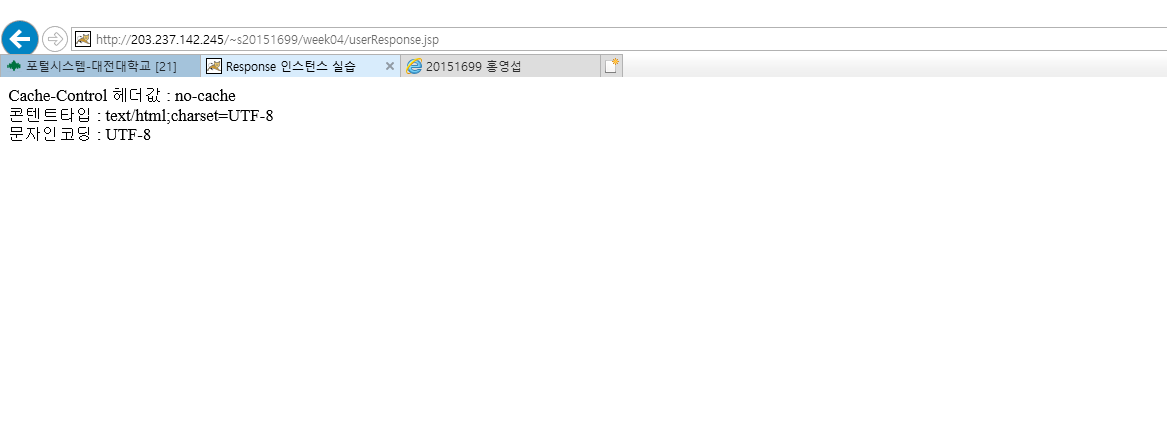 http://203.237.142.245/~s20151699/week04/userResponse.jsp
포털시스템-대전대학교 [21]
Response 인스턴스 실습
20151699 홍영섭
Cache-Control 헤더값 : no-cache
콘텐트타입 : text/html;charset=UTF-8
문자인코딩 : UTF-8